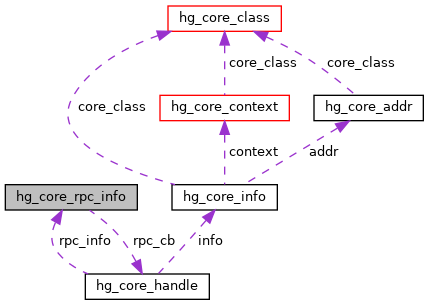 hg_core_class
core_class
core_class
core_class
hg_core_context
hg_core_addr
context
addr
hg_core_rpc_info
hg_core_info
rpc_info
rpc_cb
info
hg_core_handle